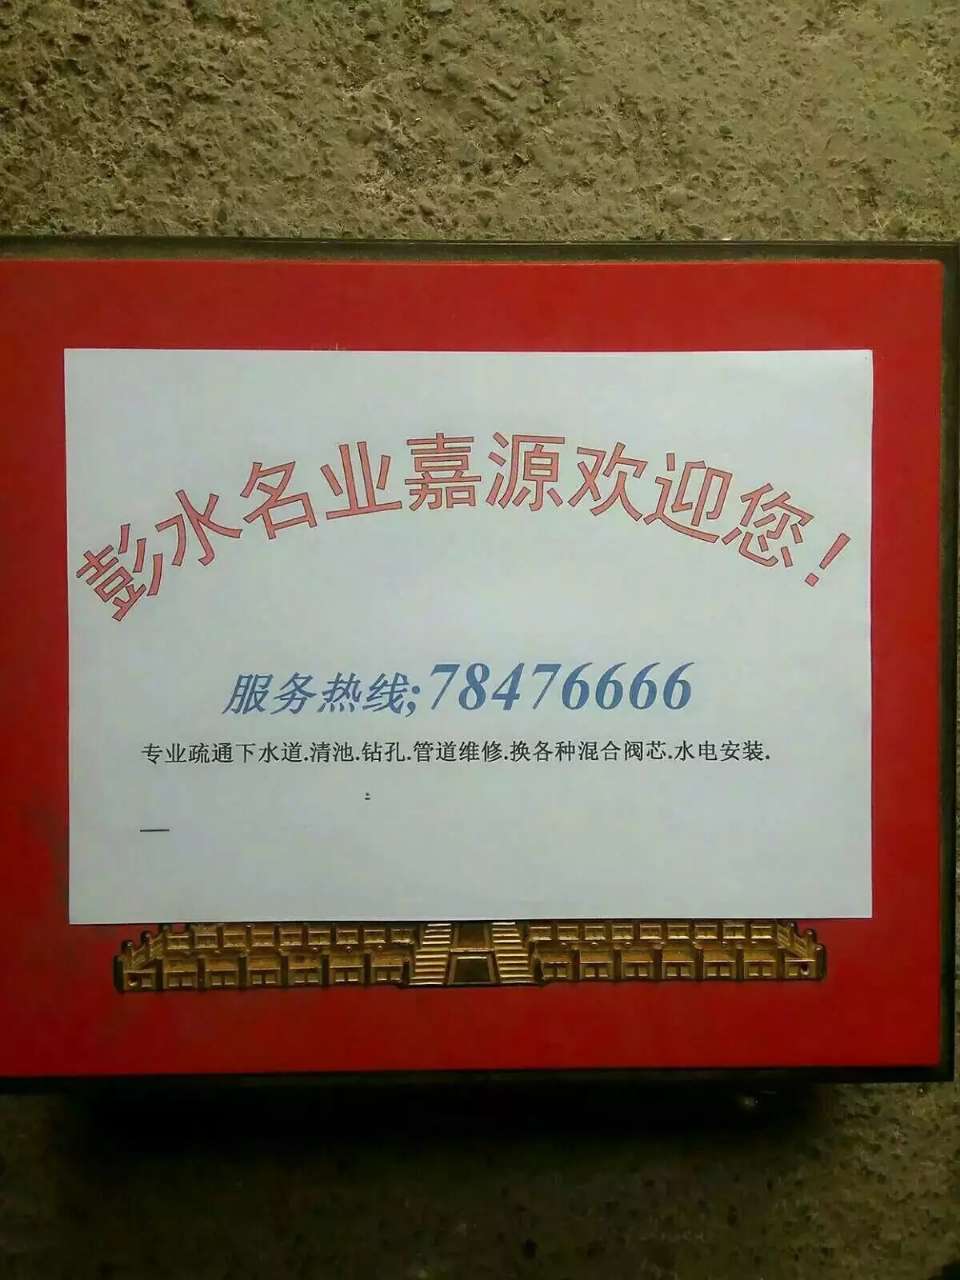 彭水名业嘉源欢迎您！
服务热线;78476666
专业疏通下水道.清池.钻孔.管道维修.换各种混合阀芯.水电安装.